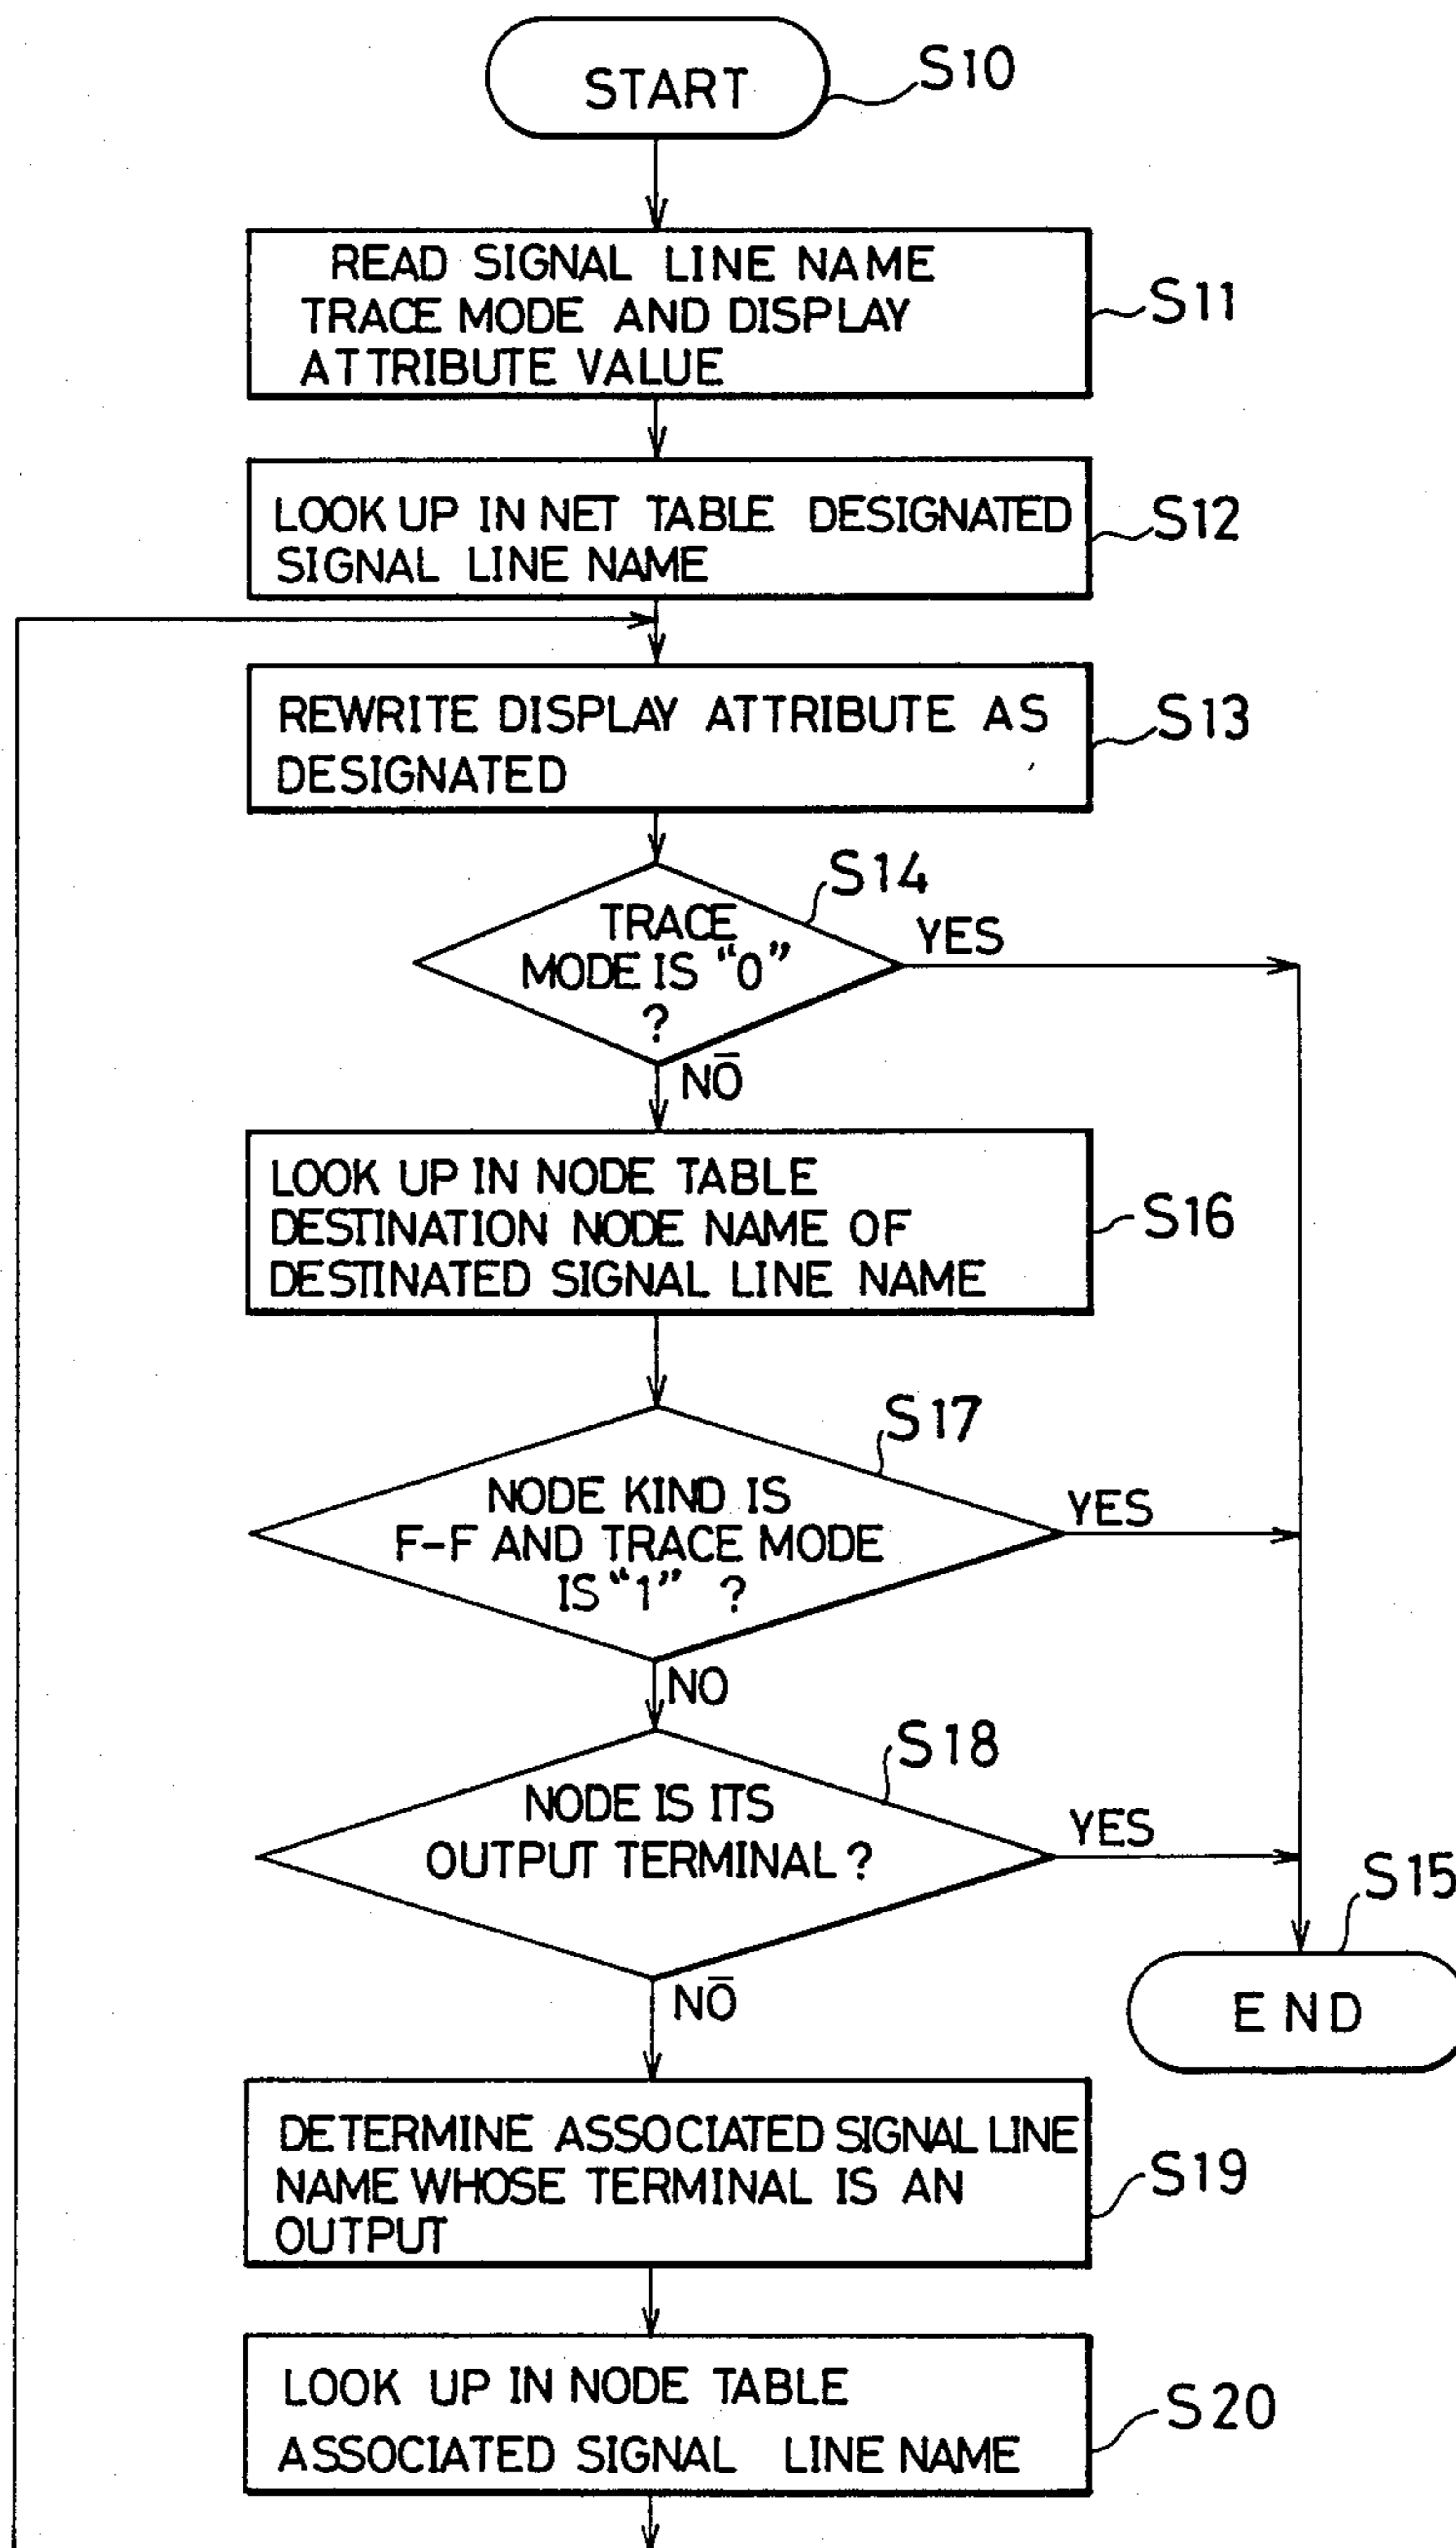 START
S10
READ SIGNAL LINE NAME
TRACE MODE AND DISPLAY
ATTRIBUTE VALUE
S11
LOOK UP IN NET TABLE DESIGNATED
SIGNAL LINE NAME
S12
REWRITE DISPLAY ATTRIBUTE AS
DESIGNATED
S13
S14
TRACE
MODE IS "0"
?
YES
NO
LOOK UP IN NODE TABLE
DESTINATION NODE NAME OF
DESTINATED SIGNAL LINE NAME
S16
S17
NODE KIND IS
F-F AND TRACE MODE
IS "1" ?
YES
NO
S18
NODE IS ITS
OUTPUT TERMINAL ?
YES
NO
S15
END
DETERMINE ASSOCIATED SIGNAL LINE
NAME WHOSE TERMINAL IS AN
OUTPUT
S19
LOOK UP IN NODE TABLE
ASSOCIATED SIGNAL LINE NAME
S20